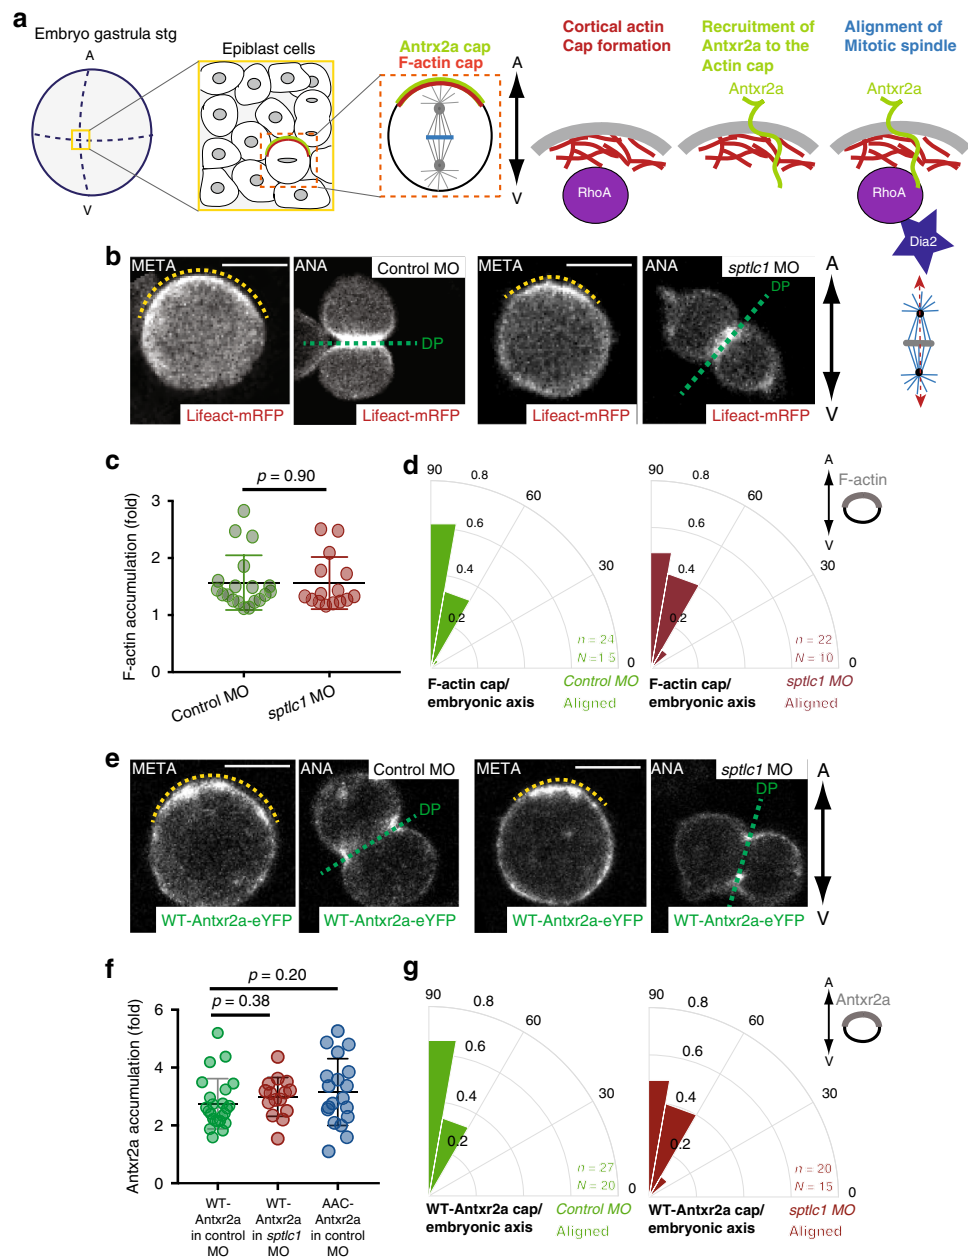 a
Embryo gastrula stg
A
V
Epiblast cells
Antrx2a cap
F-actin cap
A
V
Cortical actin
Cap formation
RhoA
Recruitment of
Antxr2a to the
Actin cap
Antxr2a
Alignment of
Mitotic spindle
Antxr2a
RhoA
Dia2
b
META
ANA
Control MO
DP
Lifeact-mRFP
Lifeact-mRFP
META
ANA
sptlc1 MO
DP
Lifeact-mRFP
Lifeact-mRFP
A
V
c
p = 0.90
F-actin accumulation (fold)
3
2
1
0
Control MO
sptlc1 MO
d
90
0.8
60
0.6
0.4
30
0.2
n = 24
N =1 5
0
F-actin cap/
embryonic axis
Control MO
Aligned
90
0.8
60
0.6
0.4
30
0.2
n = 22
N = 10
0
F-actin cap/
embryonic axis
sptlc1 MO
Aligned
A
F-actin
V
e
META
ANA
Control MO
DP
WT-Antxr2a-eYFP
WT-Antxr2a-eYFP
META
ANA
sptlc1 MO
DP
WT-Antxr2a-eYFP
WT-Antxr2a-eYFP
A
V
f
p = 0.20
p = 0.38
Antxr2a accumulation (fold)
6
4
2
0
WT-
Antxr2a
in control
MO
WT-
Antxr2a
in sptlc1
MO
AAC-
Antxr2a
in control
MO
g
90
0.8
60
0.6
0.4
30
0.2
n = 27
N = 20
0
WT-Antxr2a cap/
embryonic axis
Control MO
Aligned
90
0.8
60
0.6
0.4
30
0.2
n = 20
N = 15
0
WT-Antxr2a cap/
embryonic axis
sptlc1 MO
Aligned
A
Antxr2a
V